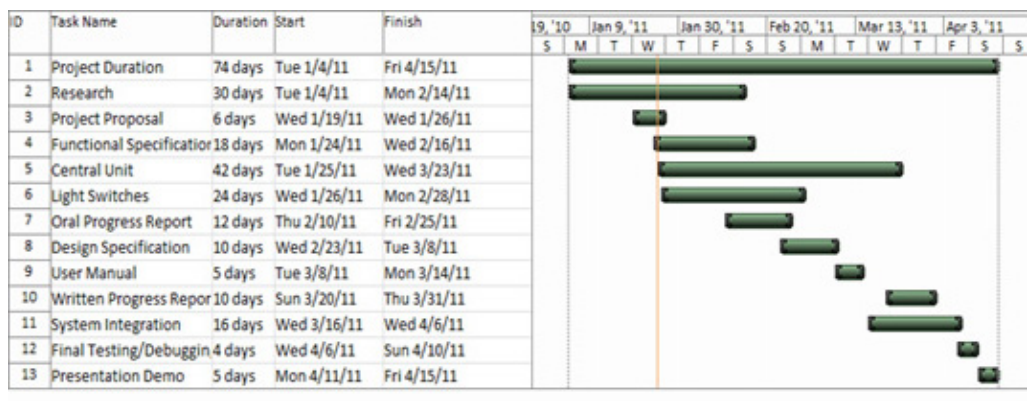 ID Task Name Duration Start Finish 19, '10 Jan 9, '11 Jan 30, '11 Feb 20, '11 Mar 13, '11 Apr 3, '11
S M T W T F S S M T W T F S S
1 Project Duration 74 days Tue 1/4/11 Fri 4/15/11
2 Research 30 days Tue 1/4/11 Mon 2/14/11
3 Project Proposal 6 days Wed 1/19/11 Wed 1/26/11
4 Functional Specification 18 days Mon 1/24/11 Wed 2/16/11
5 Central Unit 42 days Tue 1/25/11 Wed 3/23/11
6 Light Switches 24 days Wed 1/26/11 Mon 2/28/11
7 Oral Progress Report 12 days Thu 2/10/11 Fri 2/25/11
8 Design Specification 10 days Wed 2/23/11 Tue 3/8/11
9 User Manual 5 days Tue 3/8/11 Mon 3/14/11
10 Written Progress Repor 10 days Sun 3/20/11 Thu 3/31/11
11 System Integration 16 days Wed 3/16/11 Wed 4/6/11
12 Final Testing/Debuggin 4 days Wed 4/6/11 Sun 4/10/11
13 Presentation Demo 5 days Mon 4/11/11 Fri 4/15/11